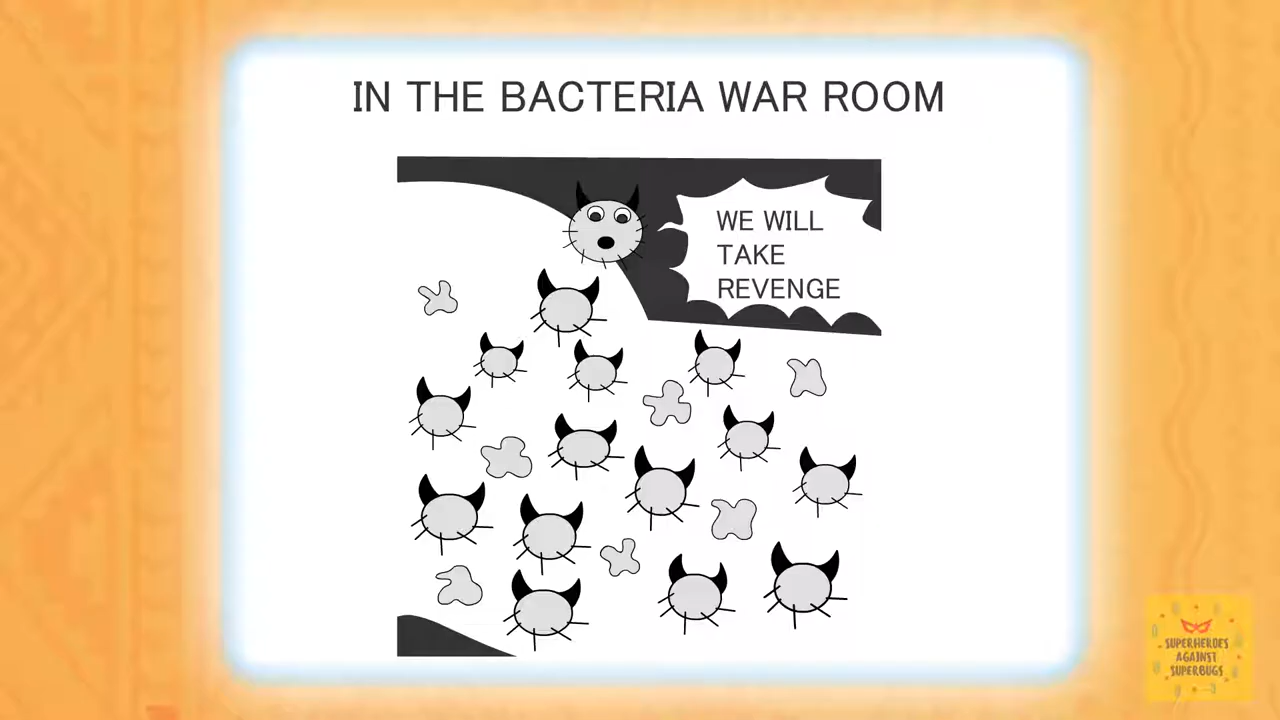 IN THE BACTERIA WAR ROOM
WE WILL
TAKE
REVENGE
SUPERHEROES
AGAINST
SUPERBUGS